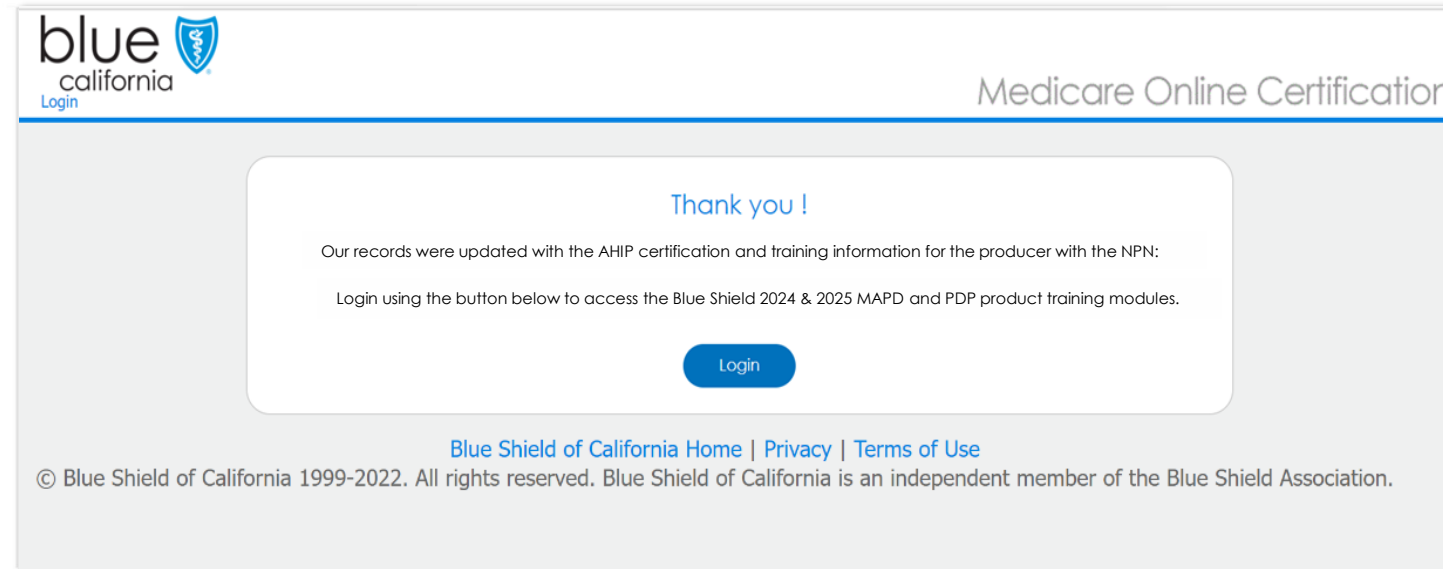 blue
california
Login
Medicare Online Certification
Thank you !
Our records were updated with the AHIP certification and training information for the producer with the NPN:
Login using the button below to access the Blue Shield 2024 & 2025 MAPD and PDP product training modules.
Login
Blue Shield of California Home | Privacy | Terms of Use
© Blue Shield of California 1999-2022. All rights reserved. Blue Shield of California is an independent member of the Blue Shield Association.